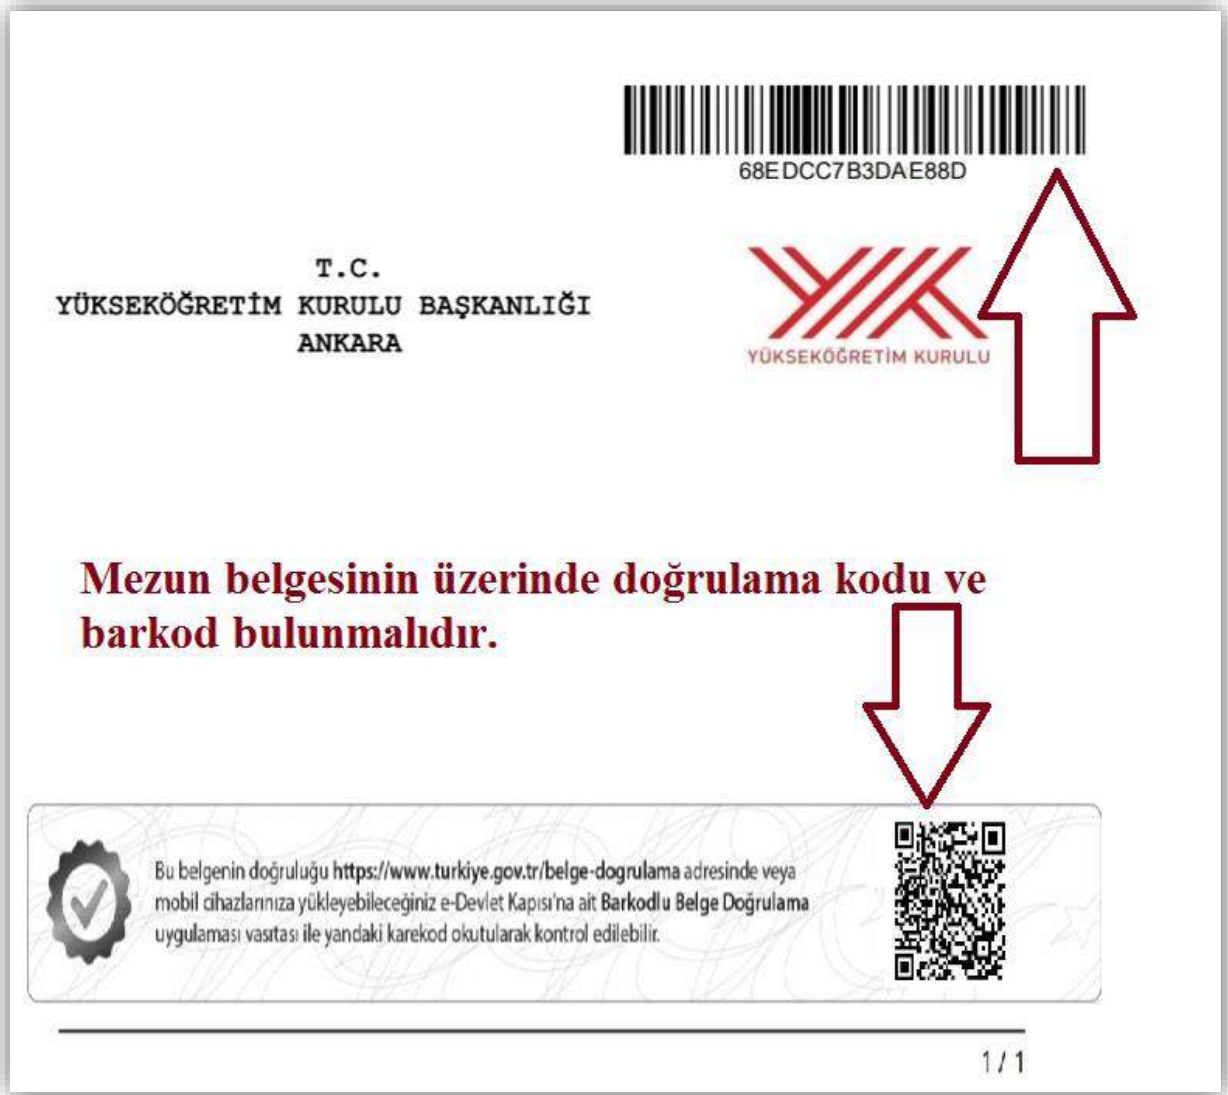 68EDCC7B3DAE88D
T.C.
YÜKSEKÖĞRETİM KURULU BAŞKANLIĞI
ANKARA
YÜKSEKÖĞRETİM KURULU
Mezun belgesinin üzerinde doğrulama kodu ve
barkod bulunmalıdır.
Bu belgenin doğruluğu https://www.turkiye.gov.tr/belge-dogrulama adresinde veya
mobil cihazlarınıza yükleyebileceğiniz e-Devlet Kapısı'na ait Barkodlu Belge Doğrulama
uygulaması vasıtası ile yandaki karekod okutularak kontrol edilebilir.
1 / 1